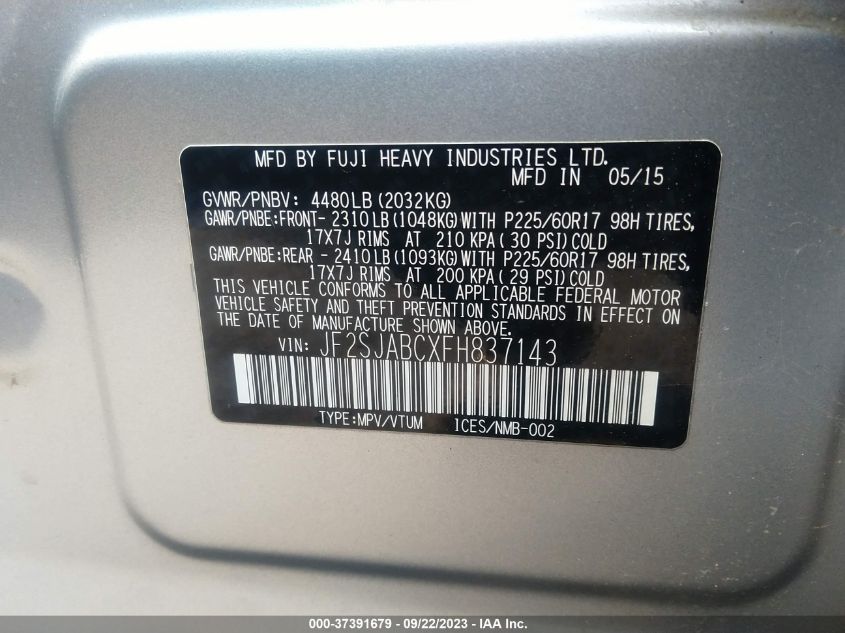 MFD BY FUJI HEAVY INDUSTRIES LTD.
MFD IN 05/15
GVWR/PNBV: 4480LB (2032KG)
GAWR/PNBE:FRONT- 2310LB (1048KG) WITH P225/60R17 98H TIRES,
17X7J RIMS AT 210 KPA ( 30 PSI) COLD
GAWR/PNBE:REAR - 2410LB (1093KG) WITH P225/60R17 98H TIRES,
17X7J RIMS AT 200 KPA ( 29 PSI) COLD
THIS VEHICLE CONFORMS TO ALL APPLICABLE FEDERAL MOTOR
VEHICLE SAFETY AND THEFT PREVENTION STANDARDS IN EFFECT ON
THE DATE OF MANUFACTURE SHOWN ABOVE.
VIN: JF2SJABCXFH837143
TYPE:MPV/VTUM ICES/NMB-002
000-37391679 - 09/22/2023 - IAA Inc.